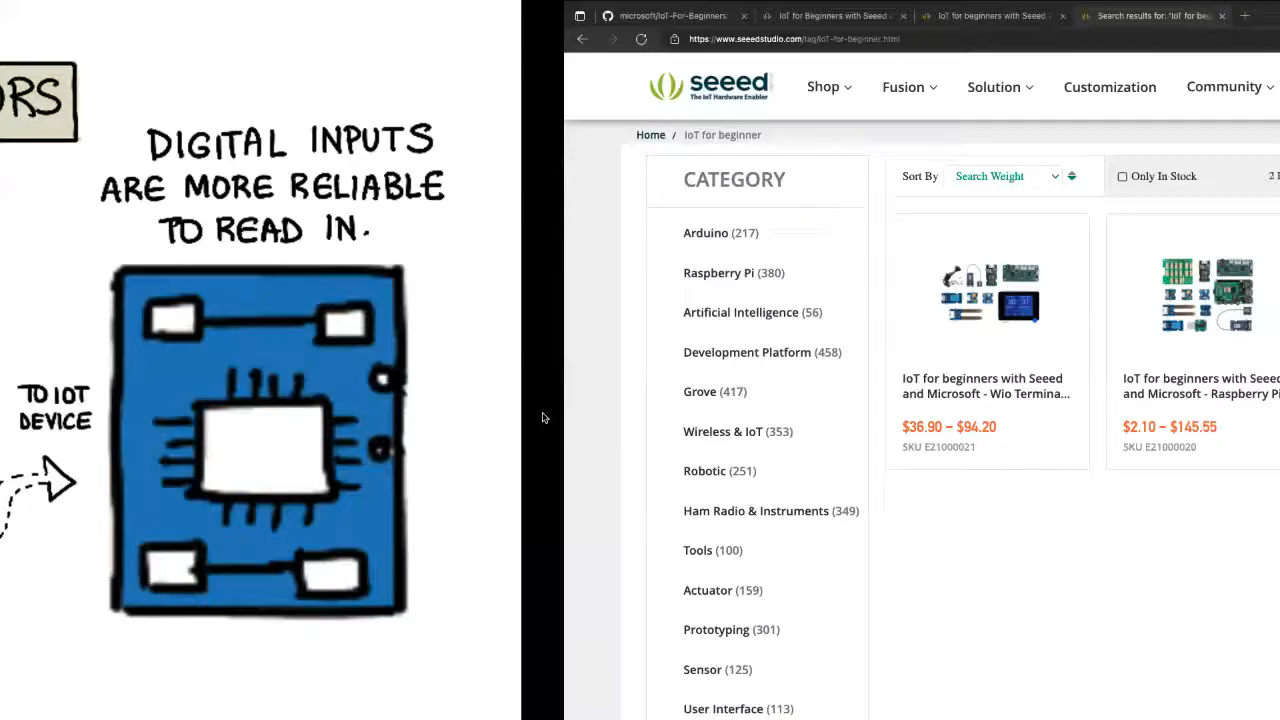 ORS
DIGITAL INPUTS
ARE MORE RELIABLE
TO READ IN.
TO IOT
DEVICE
microsoft/IoT-For-Beginners:
IoT for Beginners with Seeed
IoT for beginners with Seeed
Search results for: "IoT for be
https://www.seeedstudio.com/tag/IoT-for-beginner.html
seeed
The IoT Hardware Enabler
Shop
Fusion
Solution
Customization
Community
Home / IoT for beginner
CATEGORY
Arduino (217)
Raspberry Pi (380)
Artificial Intelligence (56)
Development Platform (458)
Grove (417)
Wireless & IoT (353)
Robotic (251)
Ham Radio & Instruments (349)
Tools (100)
Actuator (159)
Prototyping (301)
Sensor (125)
User Interface (113)
Sort By Search Weight
Only In Stock
2
IoT for beginners with Seeed
and Microsoft - Wio Termina...
$36.90 – $94.20
SKU E21000021
IoT for beginners with Seeed
and Microsoft - Raspberry Pi
$2.10 – $145.55
SKU E21000020